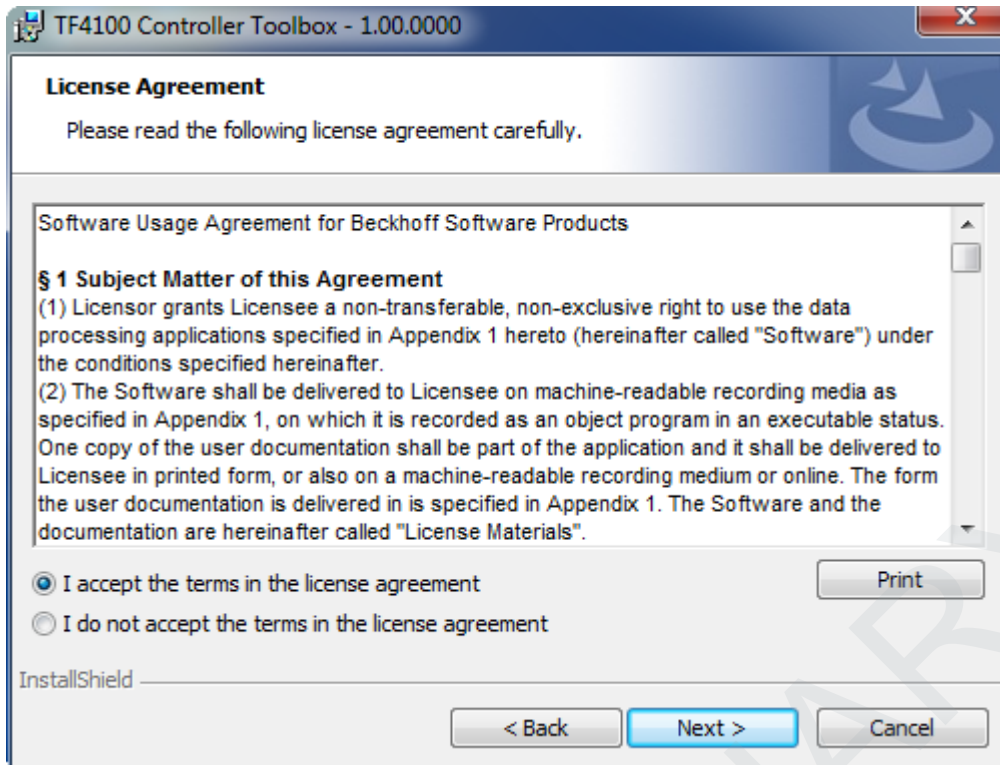 TF4100 Controller Toolbox - 1.00.0000
License Agreement
Please read the following license agreement carefully.
Software Usage Agreement for Beckhoff Software Products
§ 1 Subject Matter of this Agreement
(1) Licensor grants Licensee a non-transferable, non-exclusive right to use the data
processing applications specified in Appendix 1 hereto (hereinafter called "Software") under
the conditions specified hereinafter.
(2) The Software shall be delivered to Licensee on machine-readable recording media as
specified in Appendix 1, on which it is recorded as an object program in an executable status.
One copy of the user documentation shall be part of the application and it shall be delivered to
Licensee in printed form, or also on a machine-readable recording medium or online. The form
the user documentation is delivered in is specified in Appendix 1. The Software and the
documentation are hereinafter called "License Materials".
I accept the terms in the license agreement
Print
I do not accept the terms in the license agreement
InstallShield
< Back
Next >
Cancel